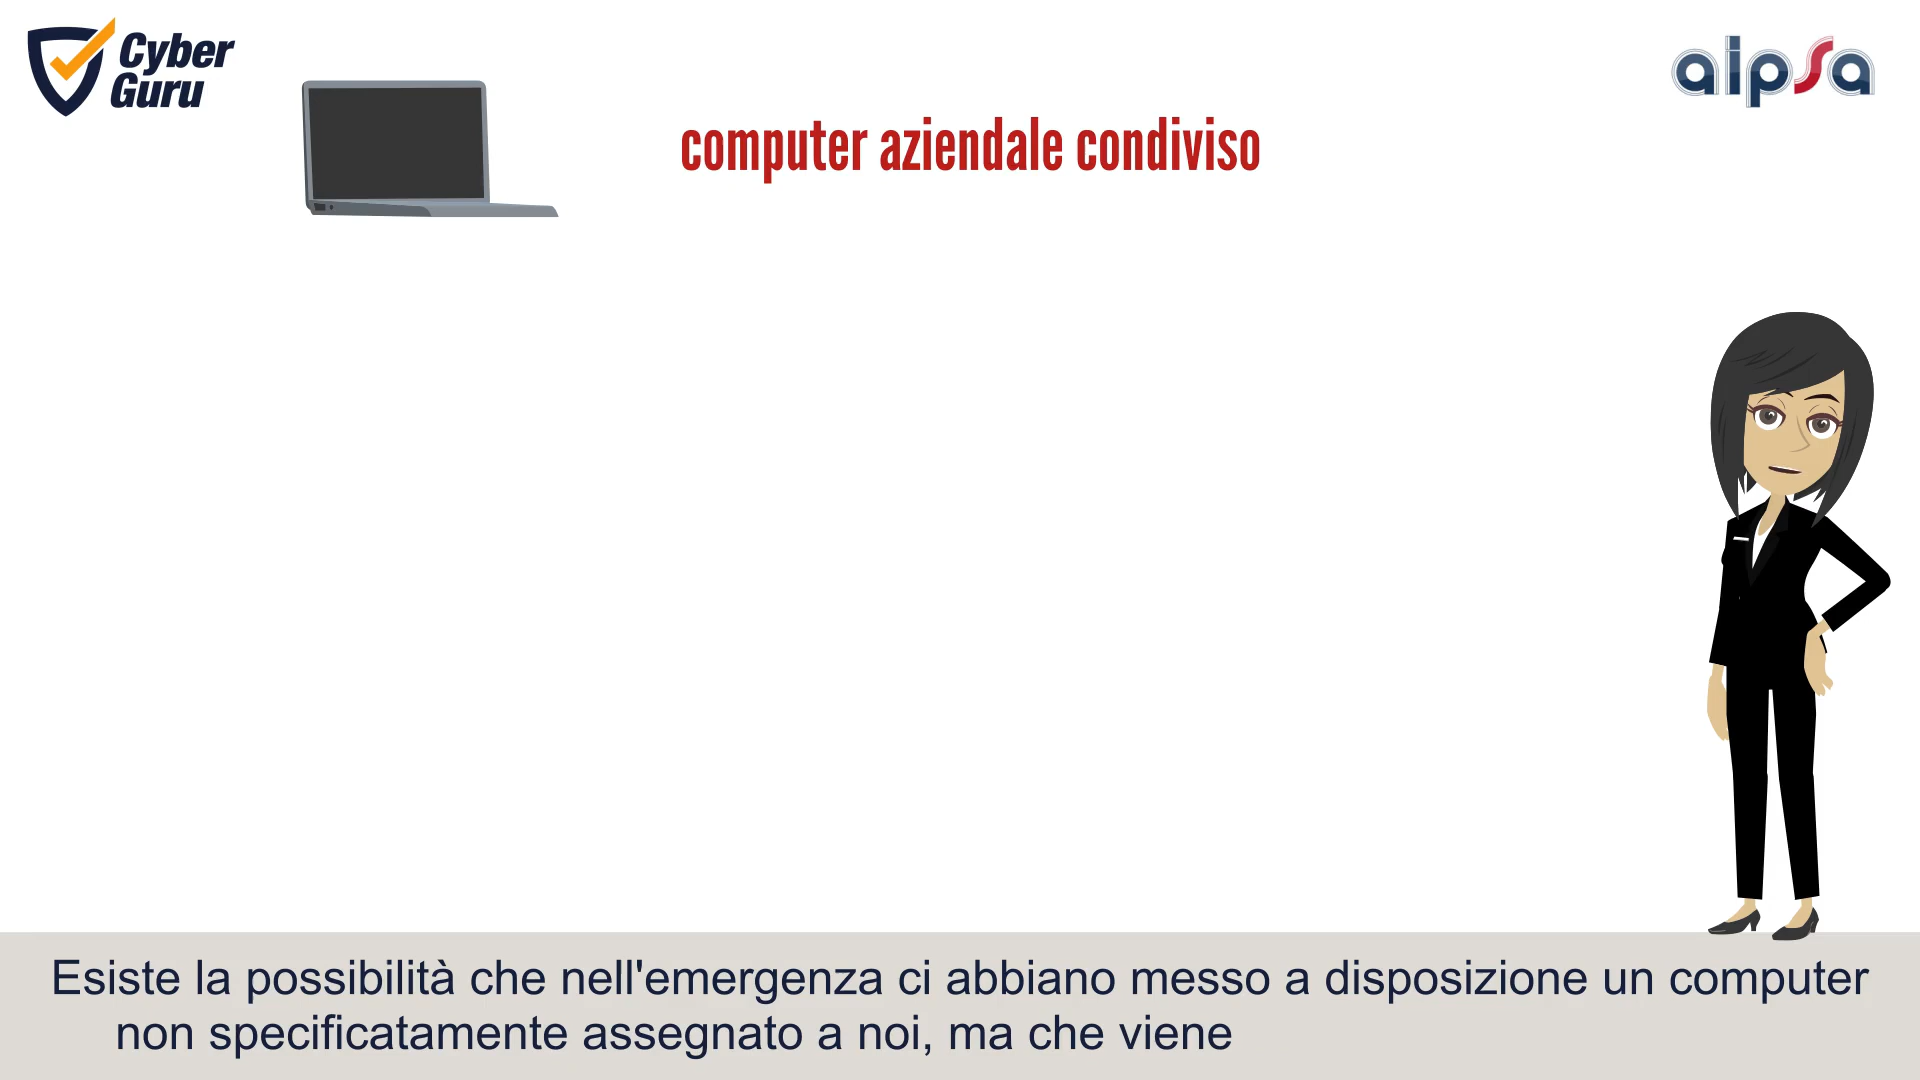 Cyber
Guru
aipsa
computer aziendale condiviso
Esiste la possibilità che nell'emergenza ci abbiano messo a disposizione un computer
non specificatamente assegnato a noi, ma che viene